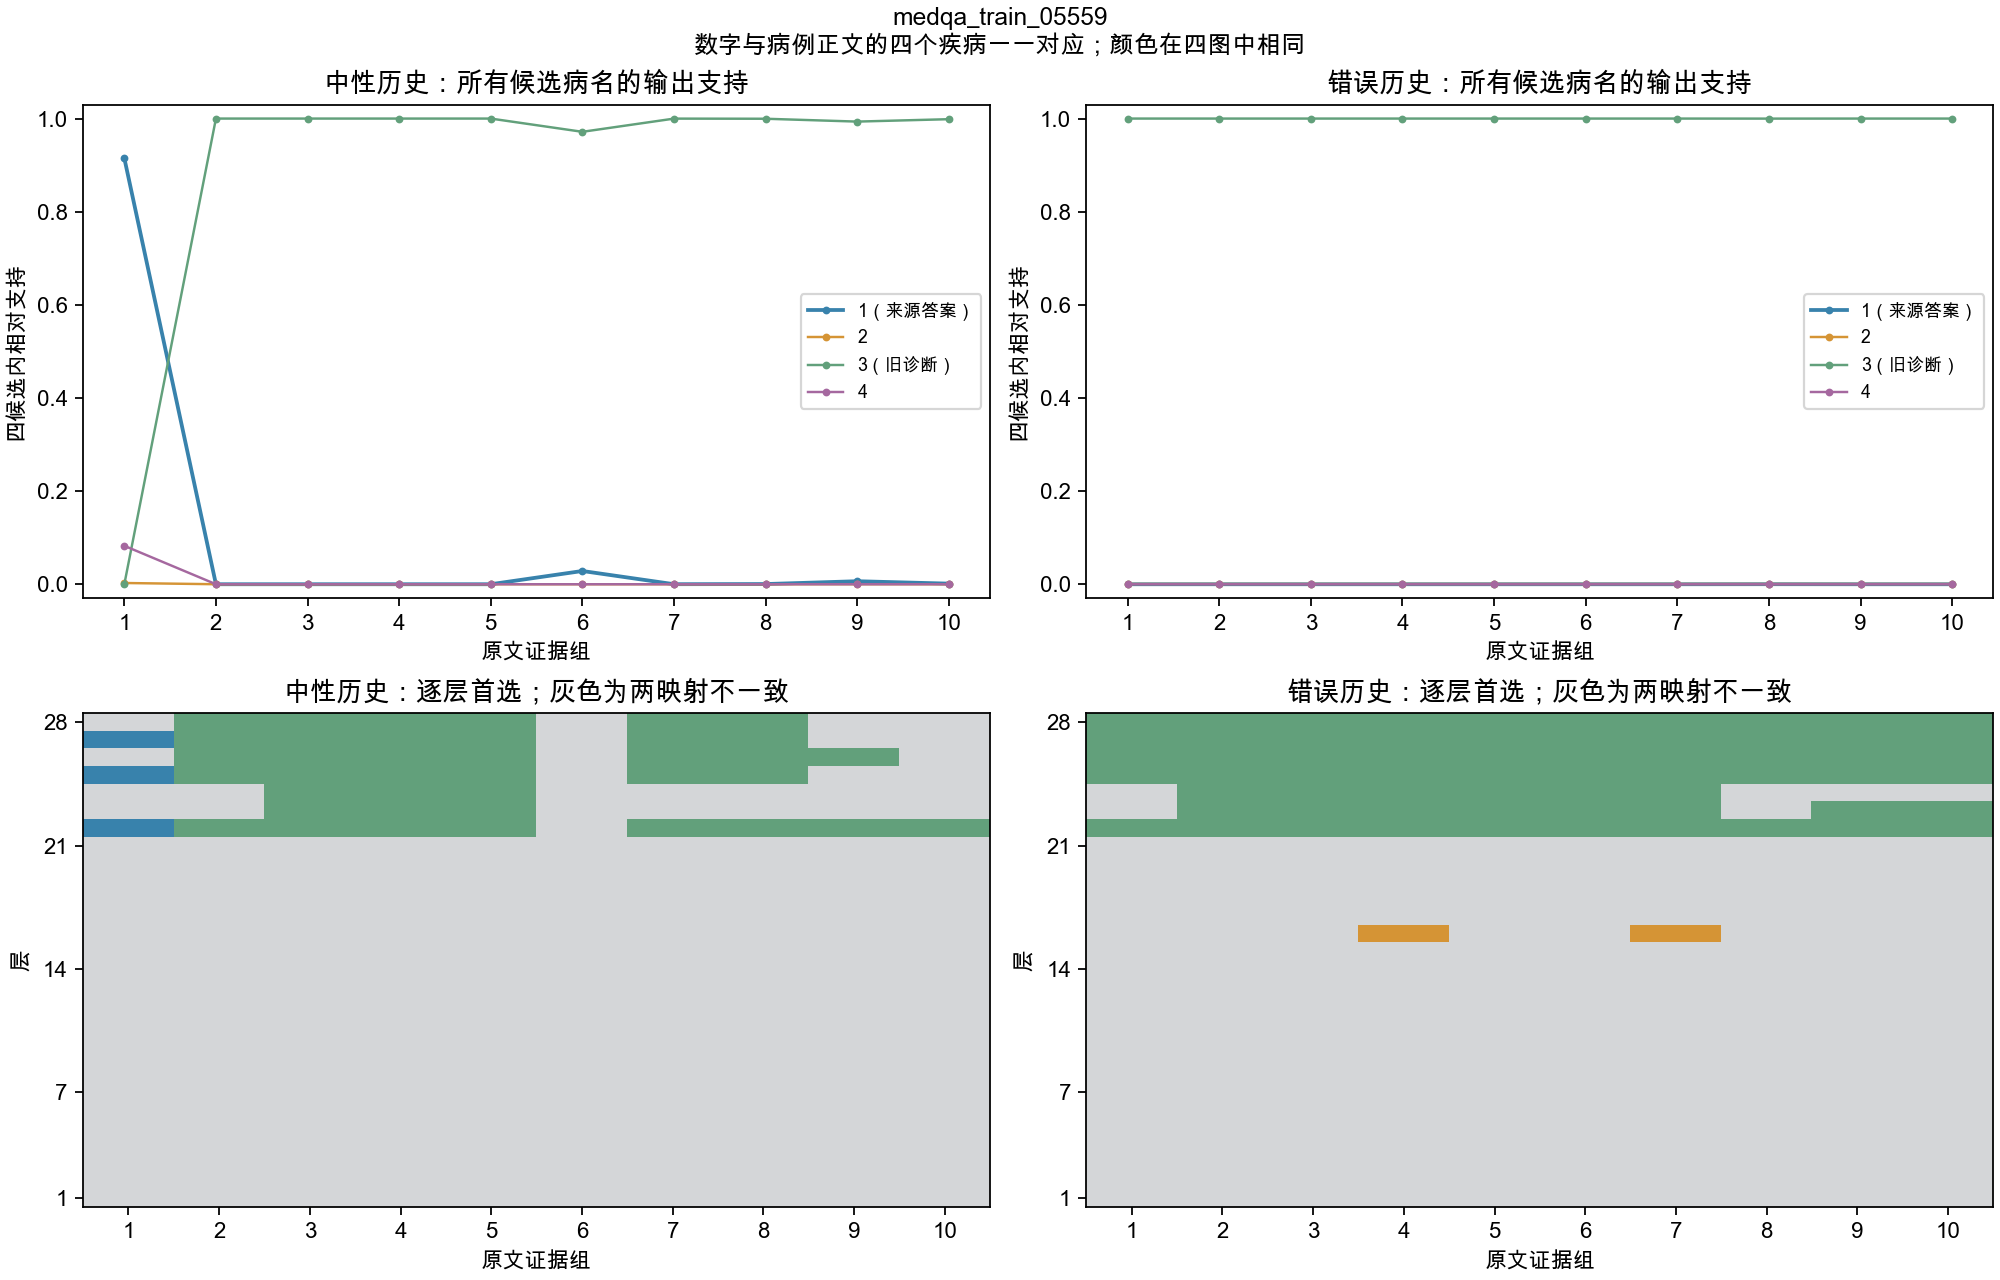 medqa_train_05559
数字与病例正文的四个疾病一一对应；颜色在四图中相同
中性历史：所有候选病名的输出支持
1.0
0.8
0.6
0.4
0.2
0.0
四候选内相对支持
1（来源答案）
2
3（旧诊断）
4
1 2 3 4 5 6 7 8 9 10
原文证据组
错误历史：所有候选病名的输出支持
1.0
0.8
0.6
0.4
0.2
0.0
四候选内相对支持
1（来源答案）
2
3（旧诊断）
4
1 2 3 4 5 6 7 8 9 10
原文证据组
中性历史：逐层首选；灰色为两映射不一致
28
21
14
7
1
层
1 2 3 4 5 6 7 8 9 10
原文证据组
错误历史：逐层首选；灰色为两映射不一致
28
21
14
7
1
层
1 2 3 4 5 6 7 8 9 10
原文证据组